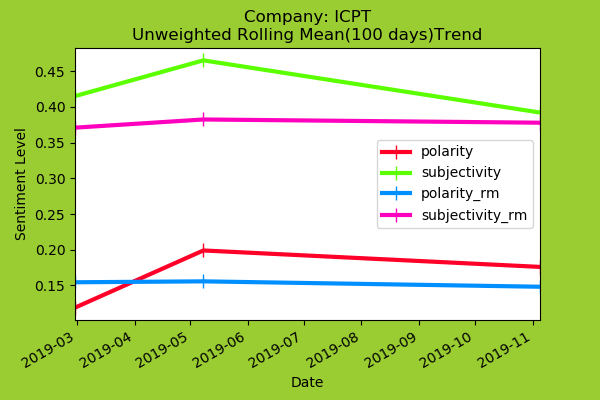 Company: ICPT
Unweighted Rolling Mean(100 days)Trend
Sentiment Level
0.45
0.40
0.35
0.30
0.25
0.20
0.15
polarity
subjectivity
polarity_rm
subjectivity_rm
2019-03
2019-04
2019-05
2019-06
2019-07
2019-08
2019-09
2019-10
2019-11
Date